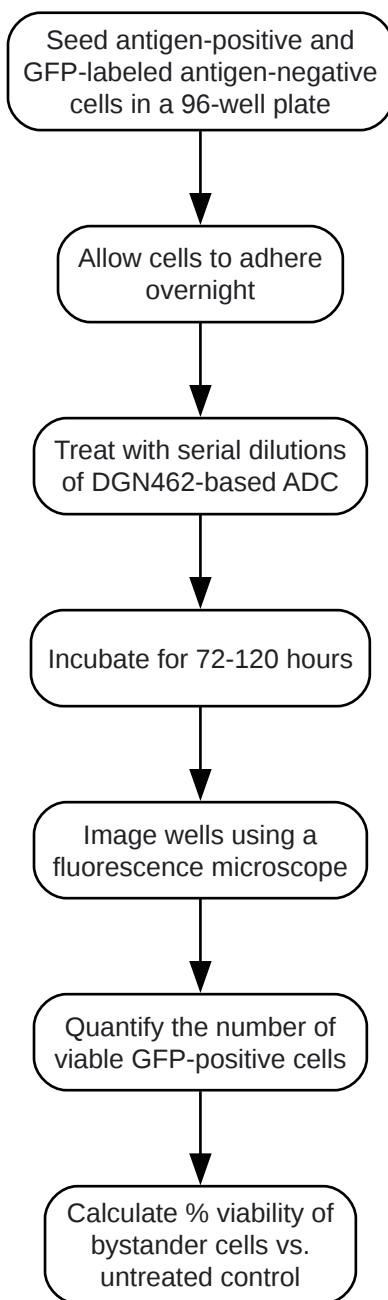 Seed antigen-positive and
GFP-labeled antigen-negative
cells in a 96-well plate
Allow cells to adhere
overnight
Treat with serial dilutions
of DGN462-based ADC
Incubate for 72-120 hours
Image wells using a
fluorescence microscope
Quantify the number of
viable GFP-positive cells
Calculate % viability of
bystander cells vs.
untreated control